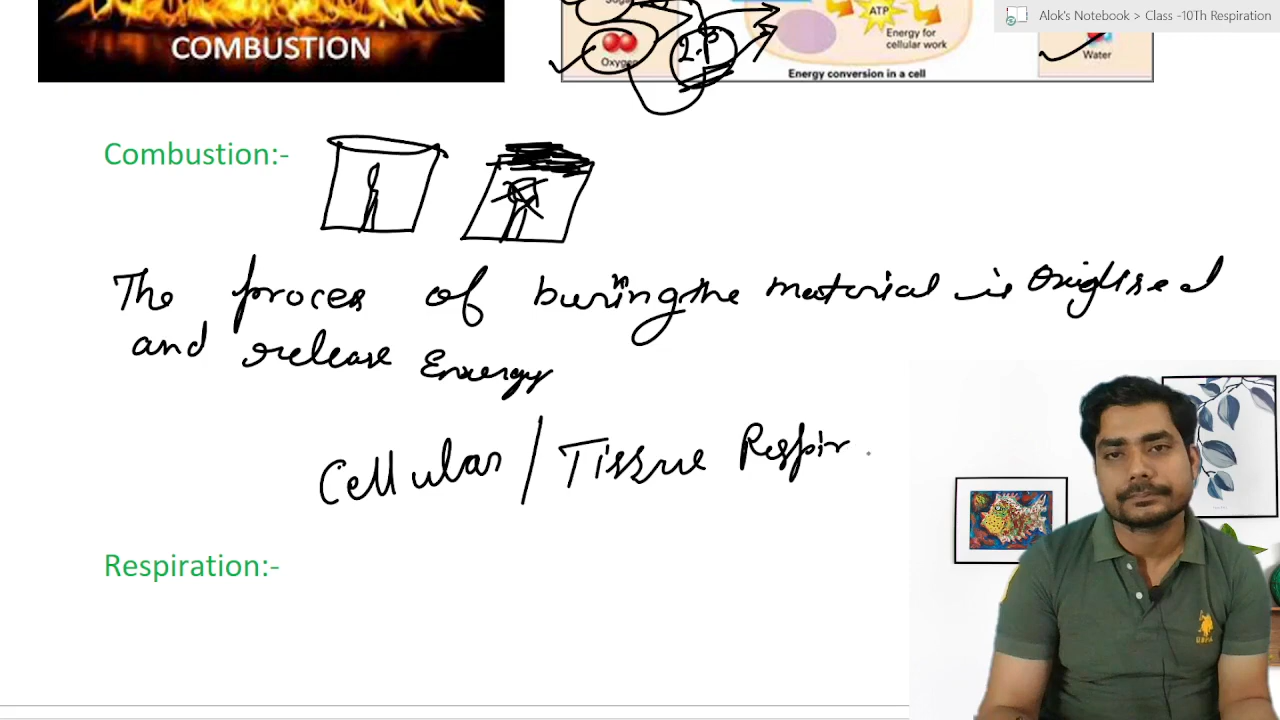 Alok's Notebook > Class -10Th Respiration
COMBUSTION
Oxygen
ATP
Energy for
cellular work
Energy conversion in a cell
Water
Combustion:-
The process of burning the material is
and release Energy
Cellular / Tissue Respir
Respiration:-